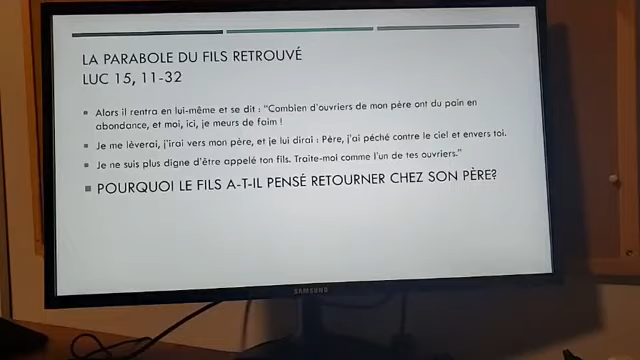 LA PARABOLE DU FILS RETROUVÉ
LUC 15, 11-32
Alors il rentra en lui-même et se dit : "Combien d'ouvriers de mon père ont du pain en
abondance, et moi, ici, je meurs de faim !
Je me lèverai, j'irai vers mon père, et je lui dirai : Père, j'ai péché contre le ciel et envers toi.
Je ne suis plus digne d'être appelé ton fils. Traite-moi comme l'un de tes ouvriers."
POURQUOI LE FILS A-T-IL PENSÉ RETOURNER CHEZ SON PÈRE?
SAMSUNG